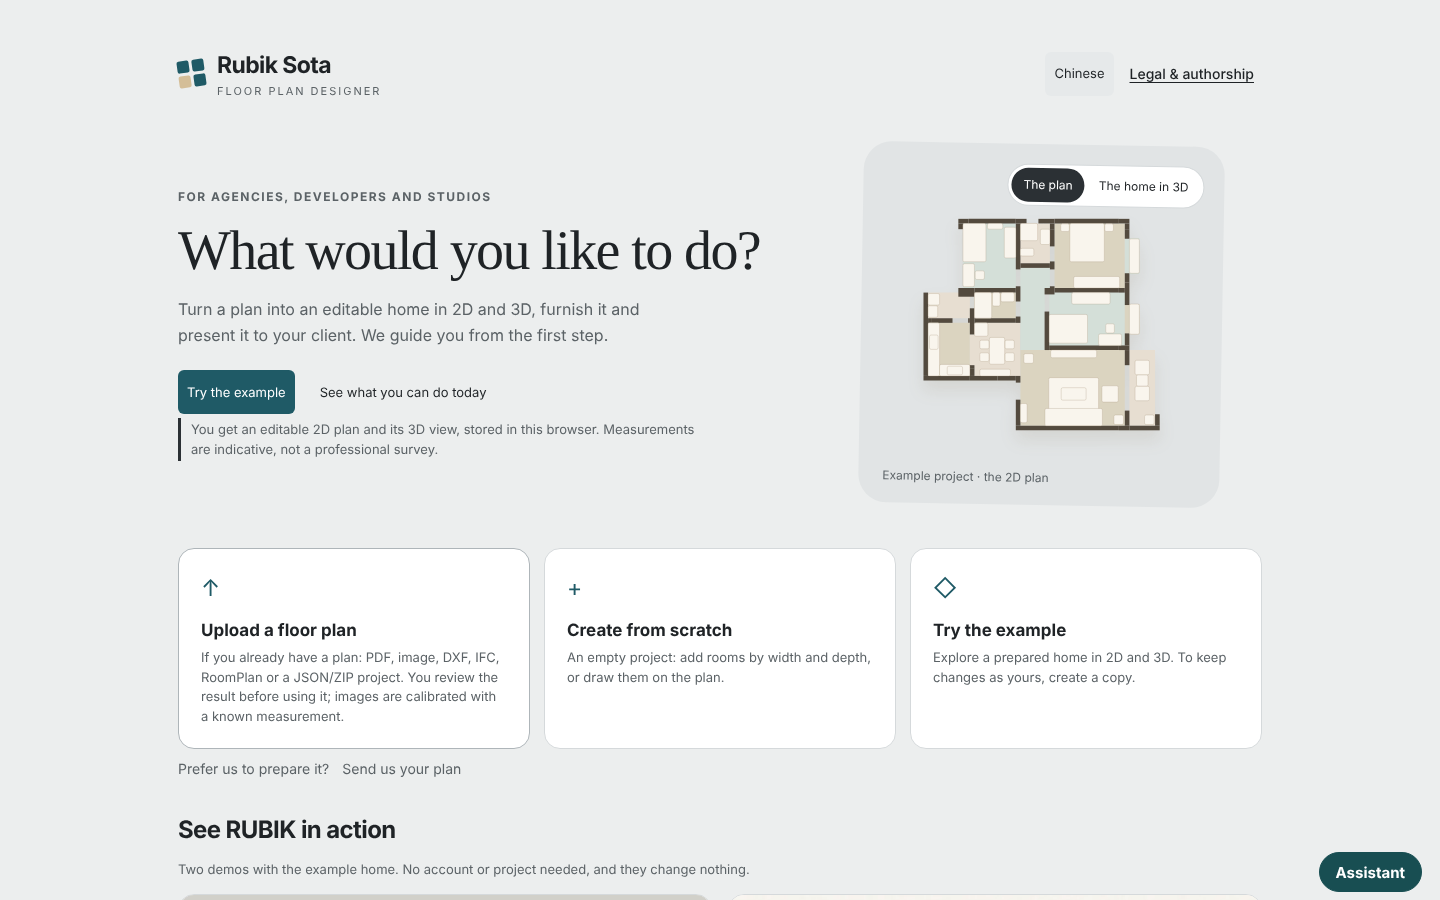 Rubik Sota
FLOOR PLAN DESIGNER
Chinese
Legal & authorship
FOR AGENCIES, DEVELOPERS AND STUDIOS
What would you like to do?
Turn a plan into an editable home in 2D and 3D, furnish it and
present it to your client. We guide you from the first step.
Try the example
See what you can do today
You get an editable 2D plan and its 3D view, stored in this browser. Measurements
are indicative, not a professional survey.
The plan
The home in 3D
Example project · the 2D plan
Upload a floor plan
If you already have a plan: PDF, image, DXF, IFC,
RoomPlan or a JSON/ZIP project. You review the
result before using it; images are calibrated with
a known measurement.
Create from scratch
An empty project: add rooms by width and depth,
or draw them on the plan.
Try the example
Explore a prepared home in 2D and 3D. To keep
changes as yours, create a copy.
Prefer us to prepare it?
Send us your plan
See RUBIK in action
Two demos with the example home. No account or project needed, and they change nothing.
Assistant